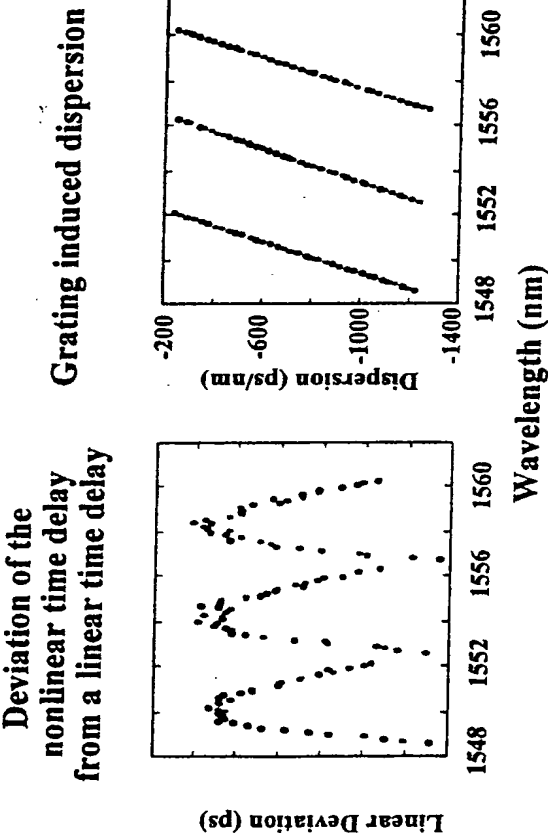 Deviation of the
nonlinear time delay
from a linear time delay
Linear Deviation (ps)
1548
1552
1556
1560
Grating induced dispersion
Dispersion (ps/nm)
-200
-600
-1000
-1400
1548
1552
1556
1560
Wavelength (nm)